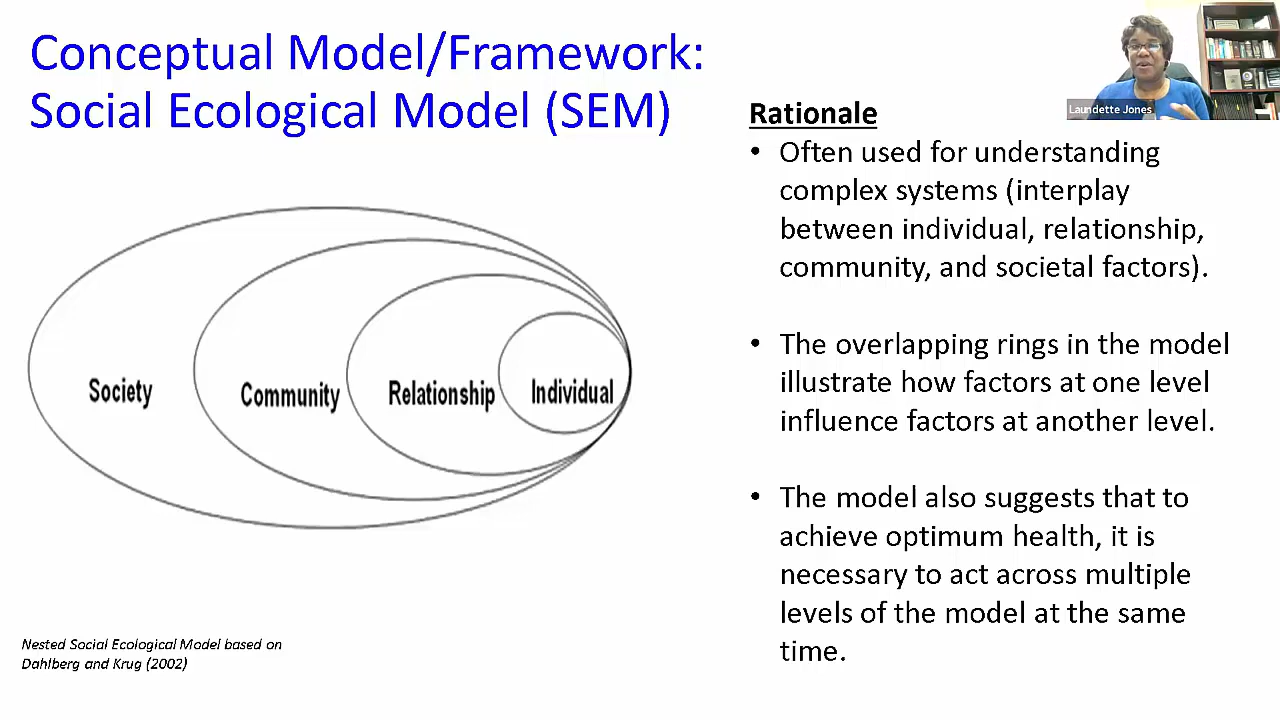 Conceptual Model/Framework:
Social Ecological Model (SEM)
Laundette Jones
Rationale
• Often used for understanding
complex systems (interplay
between individual, relationship,
community, and societal factors).
• The overlapping rings in the model
illustrate how factors at one level
influence factors at another level.
• The model also suggests that to
achieve optimum health, it is
necessary to act across multiple
levels of the model at the same
time.
Society
Community
Relationship
Individual
Nested Social Ecological Model based on
Dahlberg and Krug (2002)